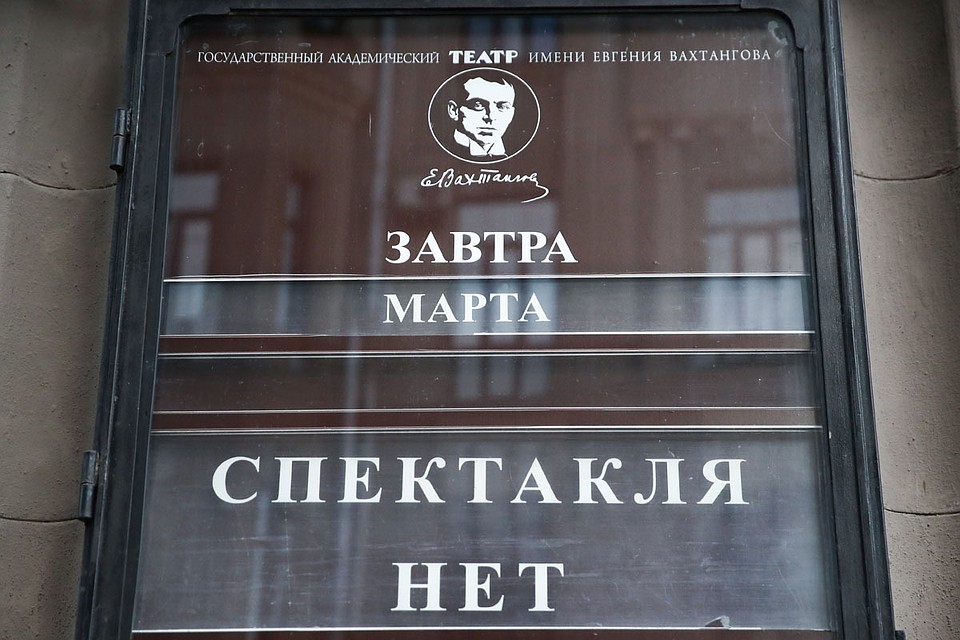 ГОСУДАРСТВЕННЫЙ АКАДЕМИЧЕСКИЙ ТЕАТР ИМЕНИ ЕВГЕНИЯ ВАХТАНГОВА
ЕВахтангов
ЗАВТРА
МАРТА
СПЕКТАКЛЯ
НЕТ